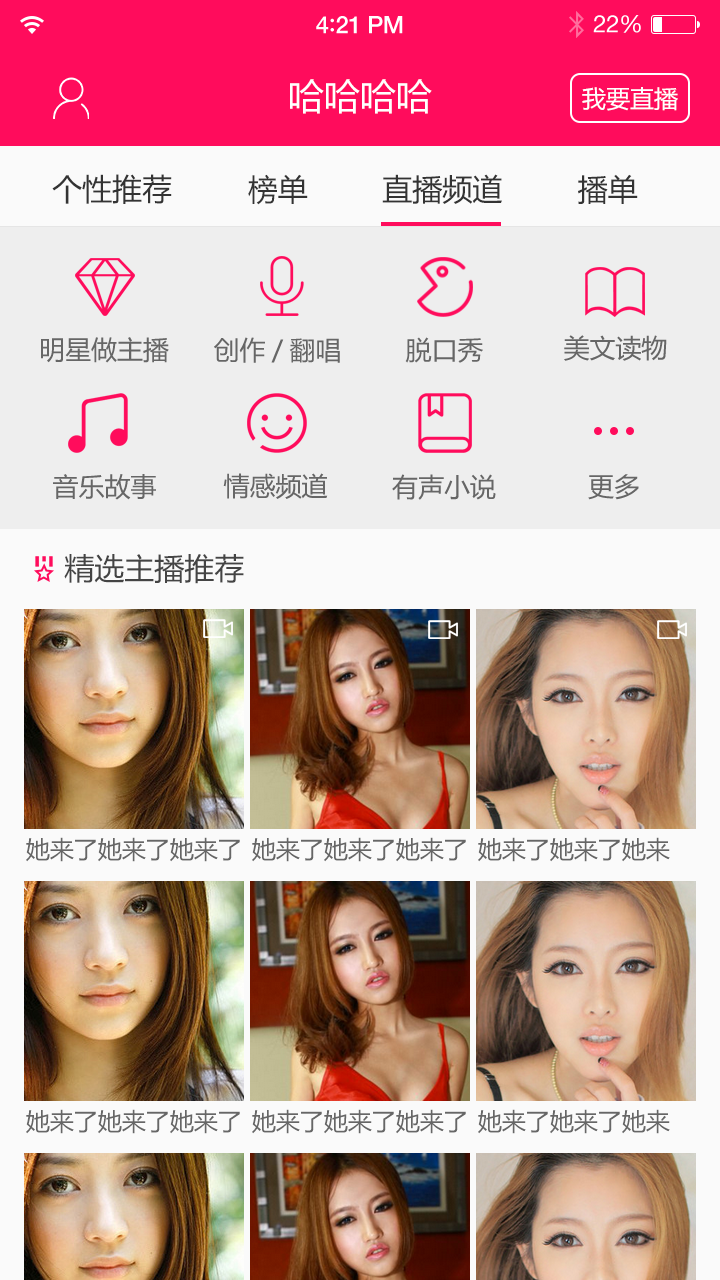 4:21 PM 22%
哈哈哈哈
我要直播
个性推荐 榜单 直播频道 播单
明星做主播 创作 / 翻唱 脱口秀 美文读物
音乐故事 情感频道 有声小说 更多
精选主播推荐
她来了她来了她来了 她来了她来了她来了 她来了她来了她来
她来了她来了她来了 她来了她来了她来了 她来了她来了她来